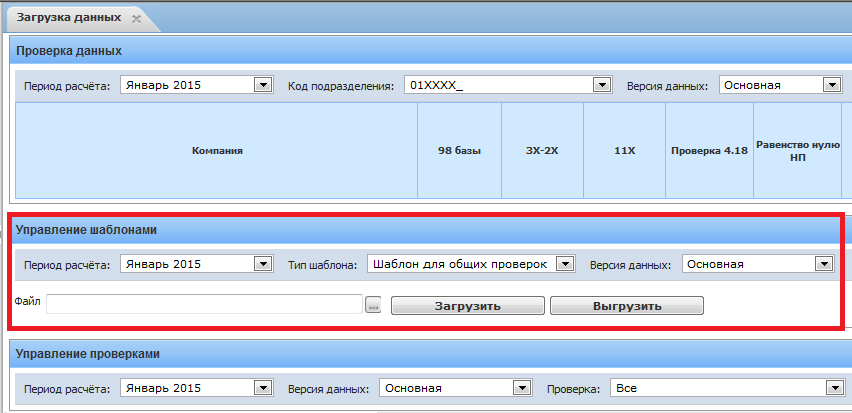 Загрузка данных
Проверка данных
Период расчёта: Январь 2015 Код подразделения: 01XXXX_ Версия данных: Основная
Компания 98 базы 3X-2X 11X Проверка 4.18 Равенство нулю НП
Управление шаблонами
Период расчёта: Январь 2015 Тип шаблона: Шаблон для общих проверок Версия данных: Основная
Файл ... Загрузить Выгрузить
Управление проверками
Период расчёта: Январь 2015 Версия данных: Основная Проверка: Все